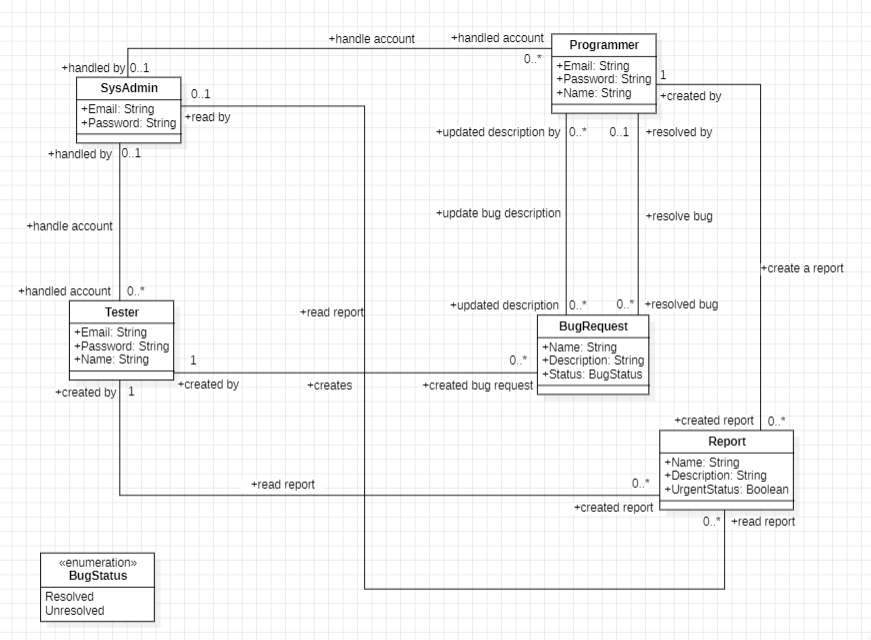 +handle account
+handled account
0..*
+handled by
0..1
Programmer
+Email: String
+Password: String
+Name: String
1
+created by
SysAdmin
+Email: String
+Password: String
0..1
+read by
+handled by
0..1
+updated description by
0..*
0..1
+resolved by
+handle account
+update bug description
+resolve bug
+create a report
+handled account
0..*
+read report
+updated description
0..*
0..*
+resolved bug
Tester
+Email: String
+Password: String
+Name: String
BugRequest
+Name: String
+Description: String
+Status: BugStatus
1
+created by
+creates
0..*
+created bug request
+created by
1
+created report
0..*
Report
+Name: String
+Description: String
+UrgentStatus: Boolean
+read report
0..*
+created report
0..*
+read report
«enumeration»
BugStatus
Resolved
Unresolved